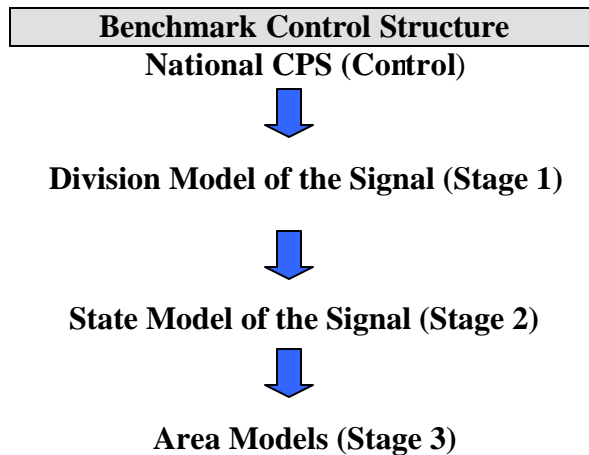 Benchmark Control Structure
National CPS (Control)
Division Model of the Signal (Stage 1)
State Model of the Signal (Stage 2)
Area Models (Stage 3)